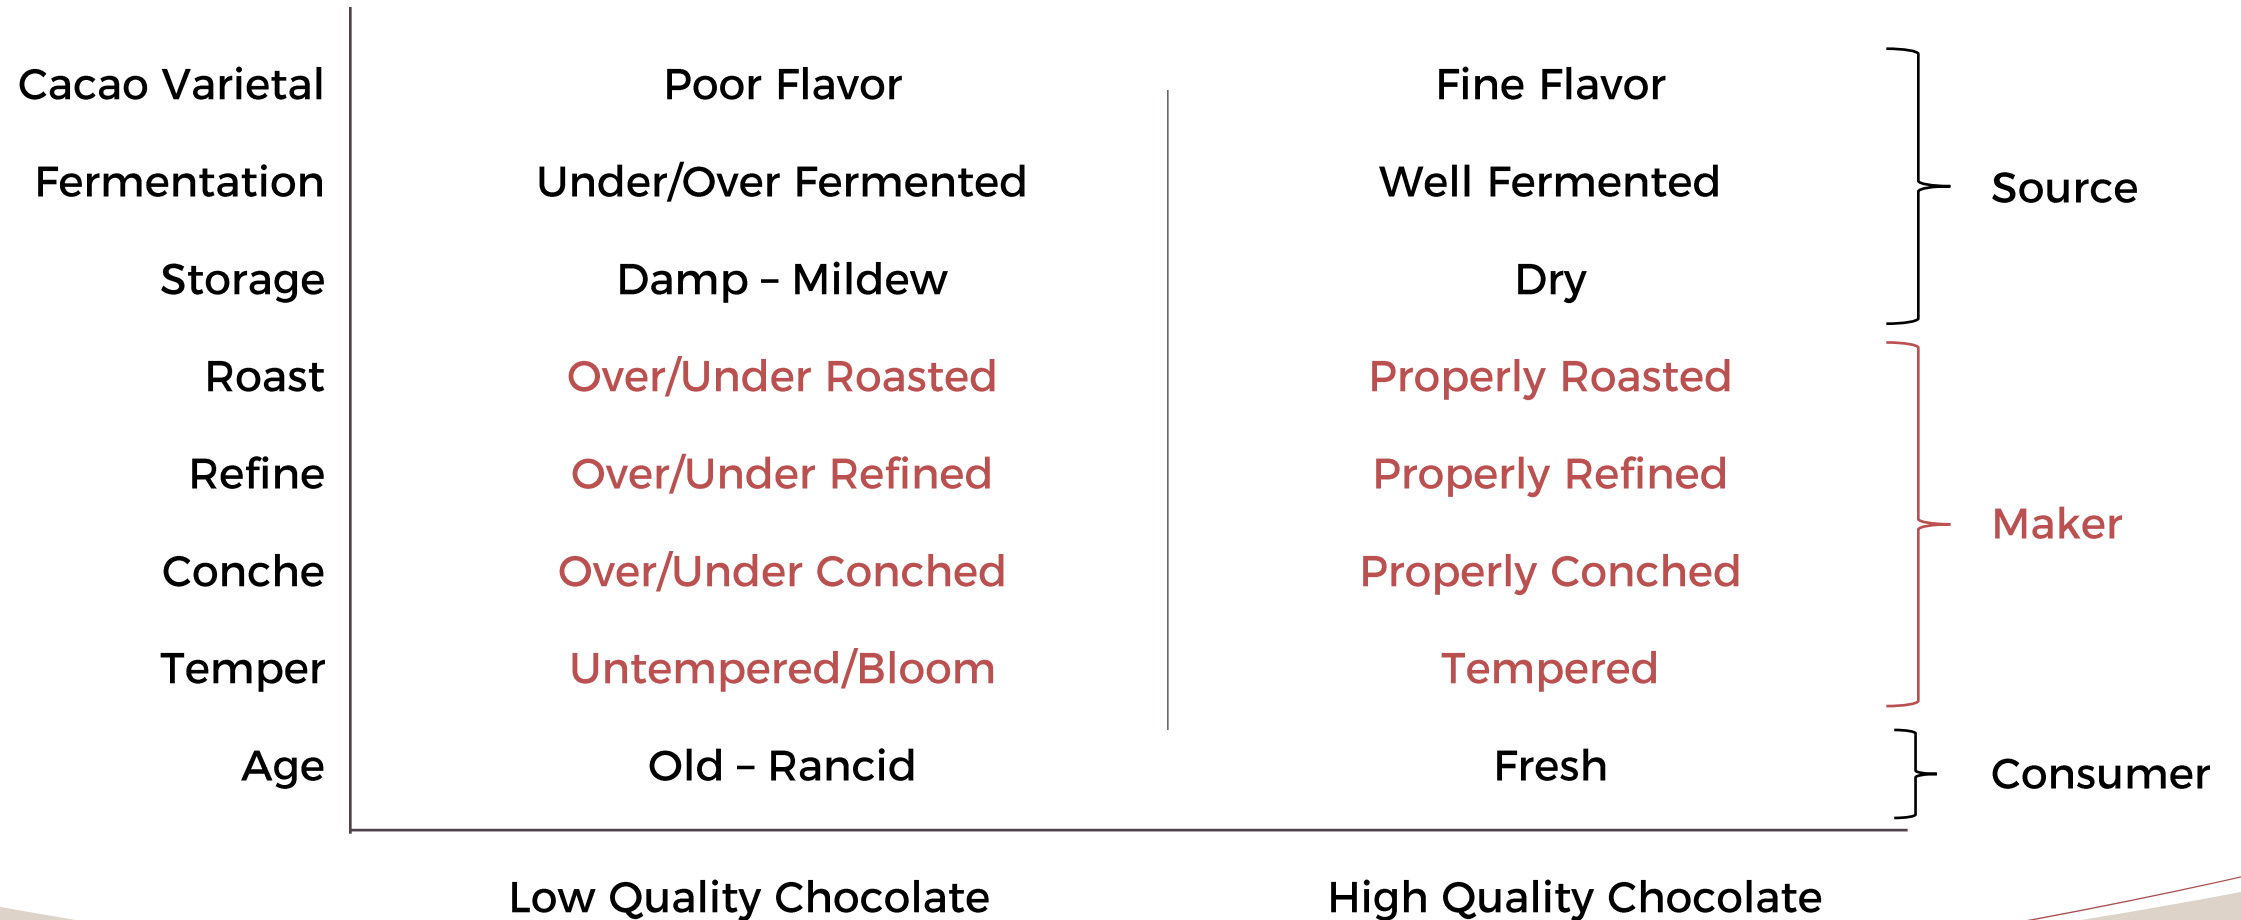 Cacao Varietal Poor Flavor Fine Flavor
Fermentation Under/Over Fermented Well Fermented Source
Storage Damp – Mildew Dry
Roast Over/Under Roasted Properly Roasted
Refine Over/Under Refined Properly Refined
Maker
Conche Over/Under Conched Properly Conched
Temper Untempered/Bloom Tempered
Age Old – Rancid Fresh Consumer
Low Quality Chocolate High Quality Chocolate